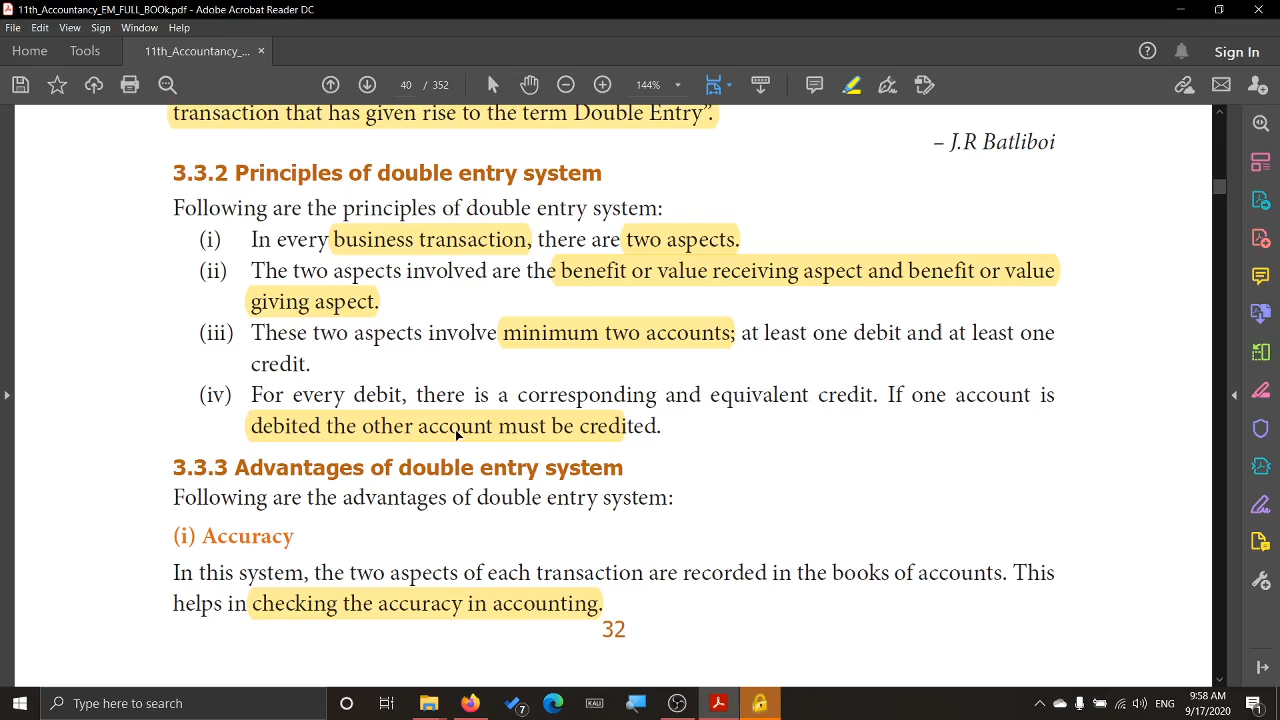 11th_Accountancy_EM_FULL_BOOk.pdf - Adobe Acrobat Reader DC
File Edit View Sign Window Help
Home Tools 11th_Accountancy_... × Sign In
40 / 352 144%
transaction that has given rise to the term Double Entry”.
– J.R Batliboi
3.3.2 Principles of double entry system
Following are the principles of double entry system:
(i) In every business transaction, there are two aspects.
(ii) The two aspects involved are the benefit or value receiving aspect and benefit or value
giving aspect.
(iii) These two aspects involve minimum two accounts; at least one debit and at least one
credit.
(iv) For every debit, there is a corresponding and equivalent credit. If one account is
debited the other account must be credited.
3.3.3 Advantages of double entry system
Following are the advantages of double entry system:
(i) Accuracy
In this system, the two aspects of each transaction are recorded in the books of accounts. This
helps in checking the accuracy in accounting.
32
Type here to search
7
KALI
9:58 AM
9/17/2020
1